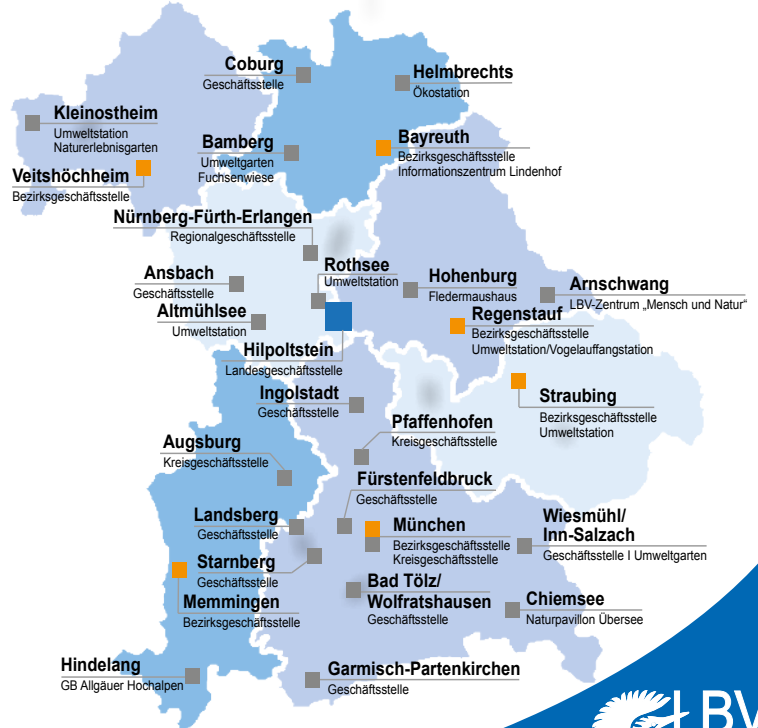 Coburg
Geschäftsstelle
Helmbrechts
Ökostation
Kleinostheim
Umweltstation
Naturerlebnisgarten
Bamberg
Umweltgarten
Fuchsenwiese
Bayreuth
Bezirksgeschäftsstelle
Informationszentrum Lindenhof
Veitshöchheim
Bezirksgeschäftsstelle
Nürnberg-Fürth-Erlangen
Regionalgeschäftsstelle
Ansbach
Geschäftsstelle
Rothsee
Umweltstation
Hohenburg
Fledermaushaus
Arnschwang
LBV-Zentrum „Mensch und Natur“
Altmühlsee
Umweltstation
Regenstauf
Bezirksgeschäftsstelle
Umweltstation/Vogelauffangstation
Hilpoltstein
Landesgeschäftsstelle
Ingolstadt
Geschäftsstelle
Straubing
Bezirksgeschäftsstelle
Umweltstation
Pfaffenhofen
Kreisgeschäftsstelle
Augsburg
Kreisgeschäftsstelle
Fürstenfeldbruck
Geschäftsstelle
Landsberg
Geschäftsstelle
München
Bezirksgeschäftsstelle
Kreisgeschäftsstelle
Wiesmühl/
Inn-Salzach
Geschäftsstelle I Umweltgarten
Starnberg
Geschäftsstelle
Bad Tölz/
Wolfratshausen
Geschäftsstelle
Memmingen
Bezirksgeschäftsstelle
Chiemsee
Naturpavillon Übersee
Hindelang
GB Allgäuer Hochalpen
Garmisch-Partenkirchen
Geschäftsstelle
LBV